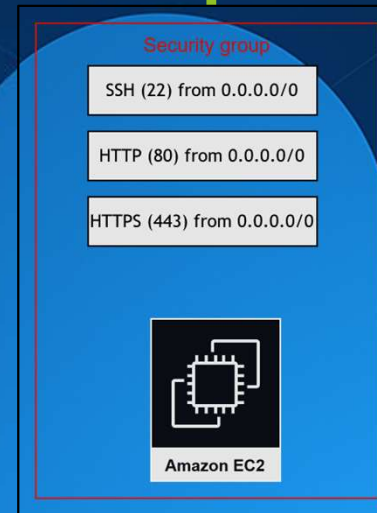 Security group
SSH (22) from 0.0.0.0/0
HTTP (80) from 0.0.0.0/0
HTTPS (443) from 0.0.0.0/0
Amazon EC2